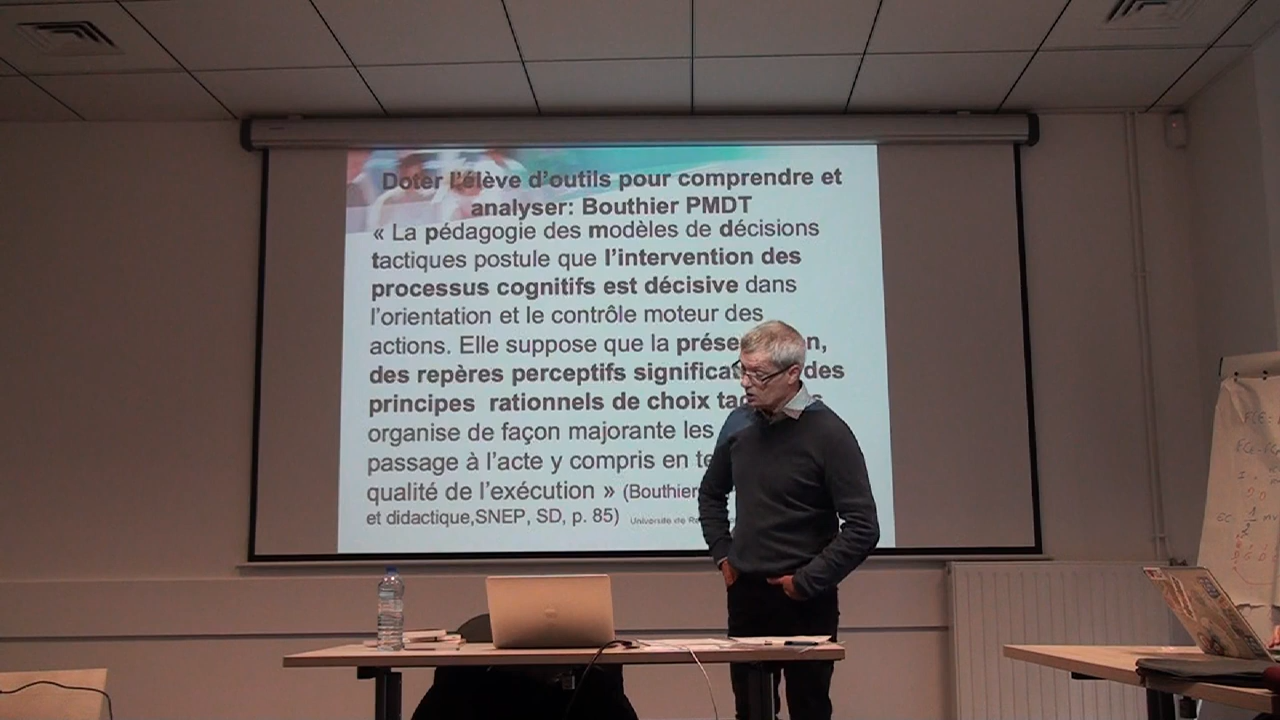 Doter l'élève d'outils pour comprendre et
analyser: Bouthier PMDT
« La pédagogie des modèles de décisions
tactiques postule que l'intervention des
processus cognitifs est décisive dans
l'orientation et le contrôle moteur des
actions. Elle suppose que la
des repères perceptifs des
principes rationnels de choix
organise de façon majorante les
passage à l'acte y compris en
qualité de l'exécution » (Bouthier
et didactique,SNEP, SD, p. 85) Université de